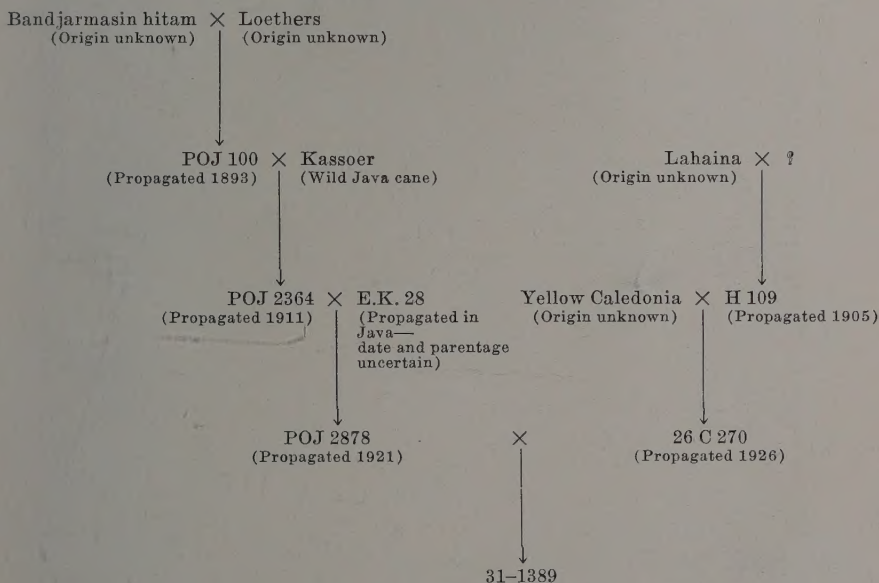 Bandjarmasin hitam × Loethers
(Origin unknown) (Origin unknown)
POJ 100 × Kassoer
(Propagated 1893) (Wild Java cane)
Lahaina × ?
(Origin unknown)
POJ 2364 × E.K. 28
(Propagated 1911) (Propagated in
Java—
date and parentage
uncertain)
Yellow Caledonia × H 109
(Origin unknown) (Propagated 1905)
POJ 2878 × 26 C 270
(Propagated 1921) (Propagated 1926)
31–1389